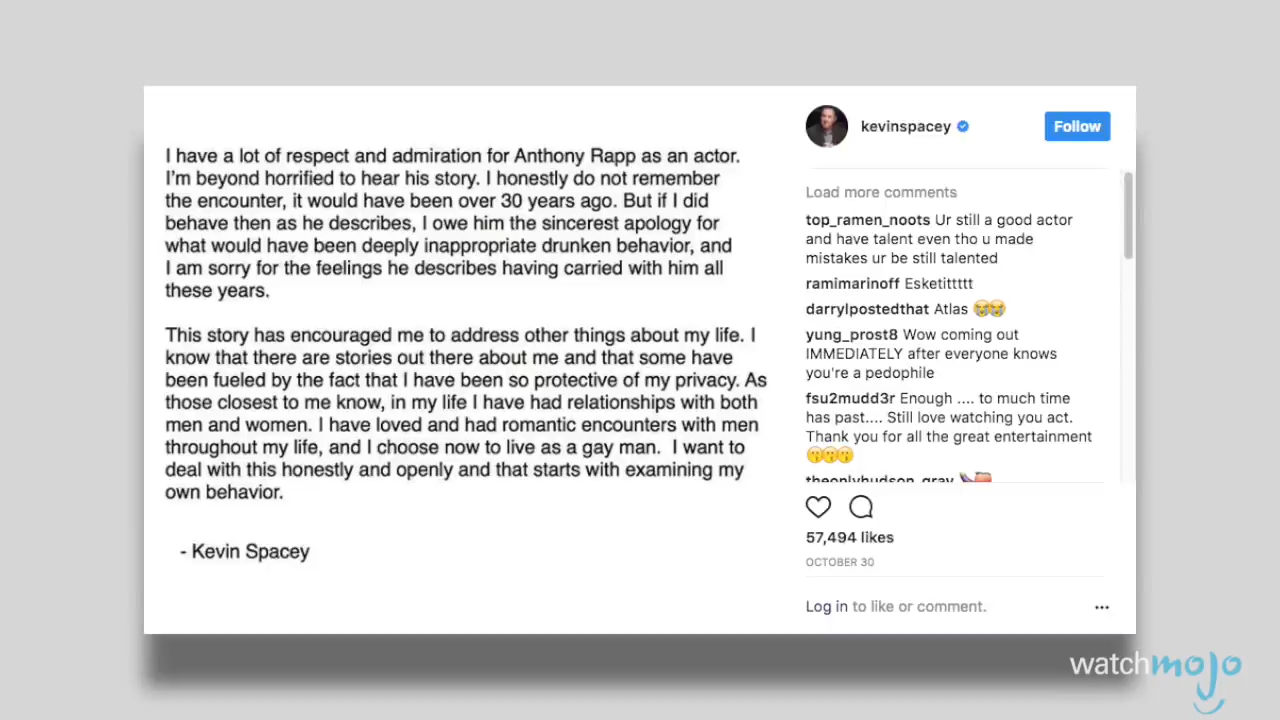 I have a lot of respect and admiration for Anthony Rapp as an actor.
I'm beyond horrified to hear his story. I honestly do not remember
the encounter, it would have been over 30 years ago. But if I did
behave then as he describes, I owe him the sincerest apology for
what would have been deeply inappropriate drunken behavior, and
I am sorry for the feelings he describes having carried with him all
these years.
This story has encouraged me to address other things about my life. I
know that there are stories out there about me and that some have
been fueled by the fact that I have been so protective of my privacy. As
those closest to me know, in my life I have had relationships with both
men and women. I have loved and had romantic encounters with men
throughout my life, and I choose now to live as a gay man. I want to
deal with this honestly and openly and that starts with examining my
own behavior.
- Kevin Spacey
kevinspacey
Follow
Load more comments
top_ramen_noots Ur still a good actor
and have talent even tho u made
mistakes ur be still talented
ramimarinoff Esketittttt
darrylpostedthat Atlas 😭😭
yung_prost8 Wow coming out
IMMEDIATELY after everyone knows
you're a pedophile
fsu2mudd3r Enough .... to much time
has past.... Still love watching you act.
Thank you for all the great entertainment
😗😗😗
theonlyhudson_gray
57,494 likes
OCTOBER 30
Log in to like or comment.
watchmojo